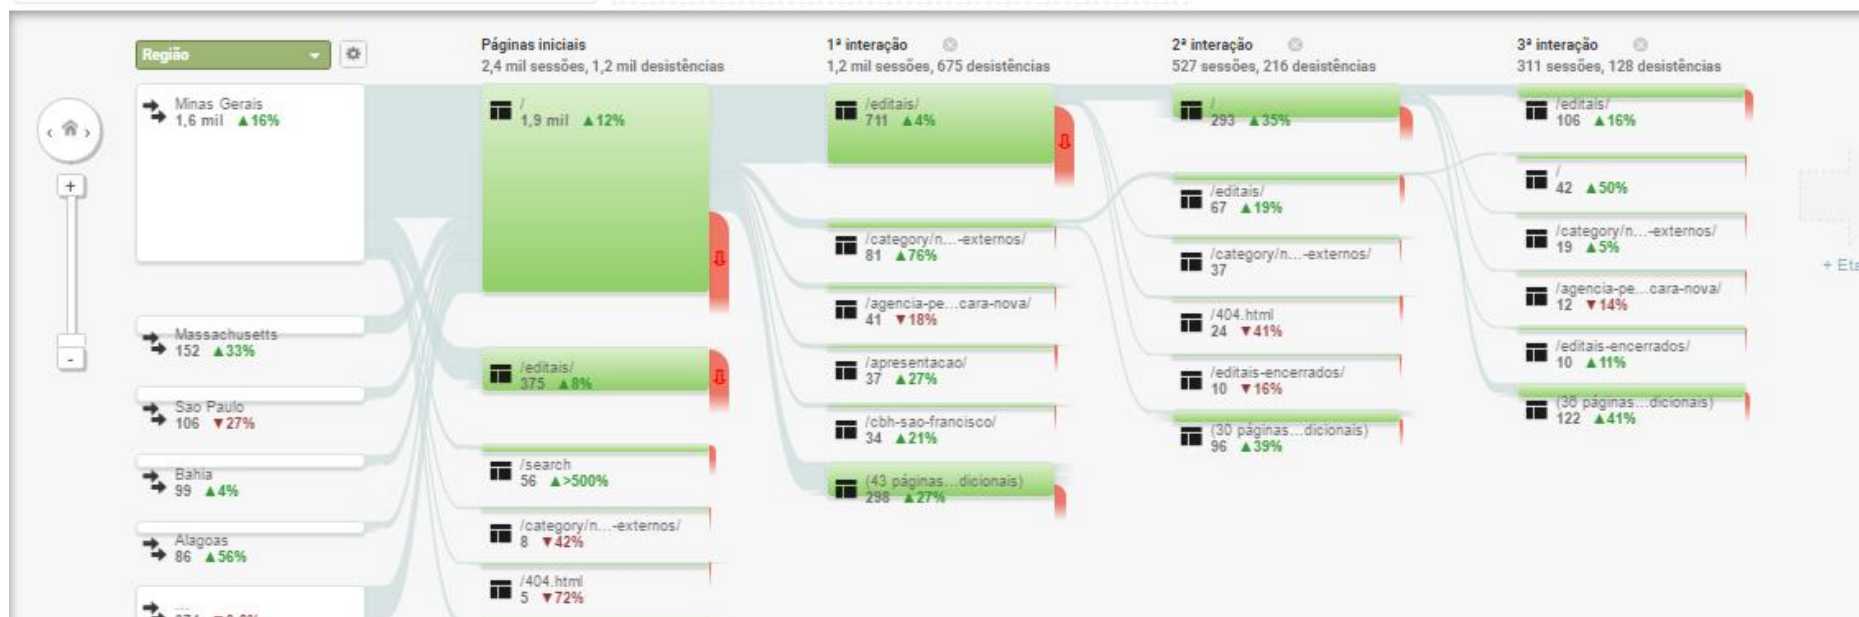 Região
Minas Gerais
1,6 mil ▲16%
Massachusetts
152 ▲33%
Sao Paulo
106 ▼27%
Bahia
99 ▲4%
Alagoas
86 ▲56%
...
Páginas iniciais
2,4 mil sessões, 1,2 mil desistências
/
1,9 mil ▲12%
/editais/
375 ▲8%
/search
56 ▲>500%
/category/n...-externos/
8 ▼42%
/404.html
5 ▼72%
1ª interação
1,2 mil sessões, 675 desistências
/editais/
711 ▲4%
/category/n...-externos/
81 ▲76%
/agencia-pe...cara-nova/
41 ▼18%
/apresentacao/
37 ▲27%
/cbh-sao-francisco/
34 ▲21%
(43 páginas...dicionais)
298 ▲27%
2ª interação
527 sessões, 216 desistências
/
293 ▲35%
/editais/
67 ▲19%
/category/n...-externos/
37
/404.html
24 ▼41%
/editais-encerrados/
10 ▼16%
(30 páginas...dicionais)
96 ▲39%
3ª interação
311 sessões, 128 desistências
/editais/
106 ▲16%
/
42 ▲50%
/category/n...-externos/
19 ▲5%
/agencia-pe...cara-nova/
12 ▼14%
/editais-encerrados/
10 ▲11%
(36 páginas...dicionais)
122 ▲41%
+ Eta